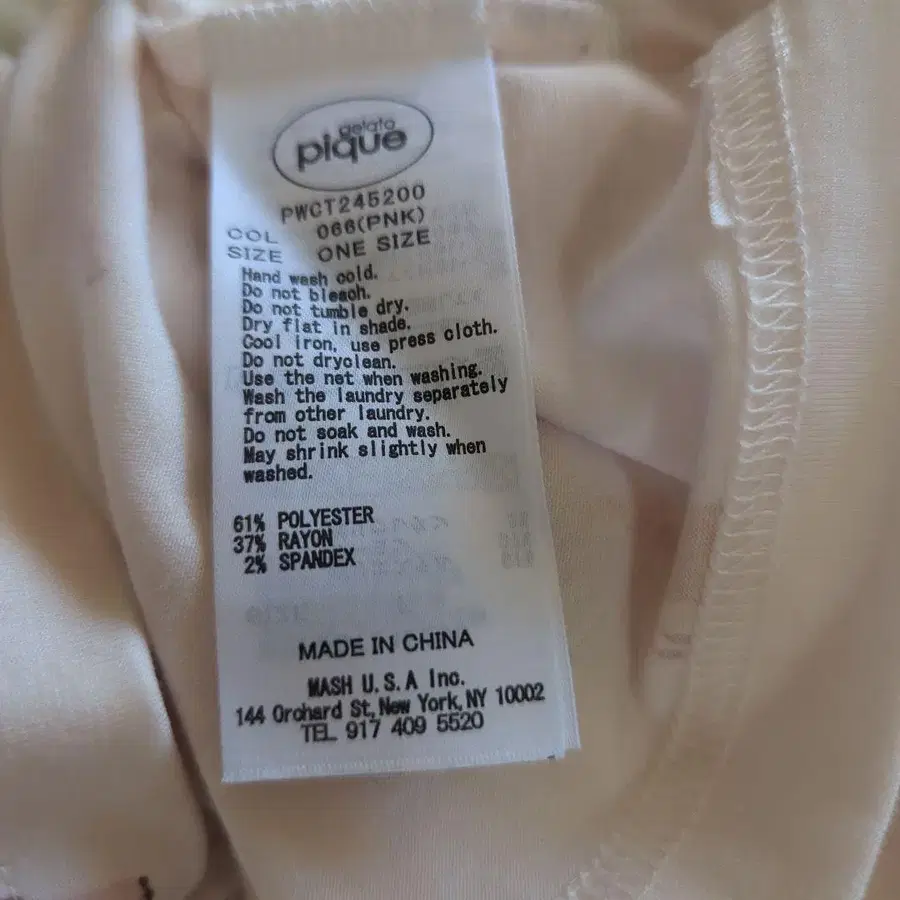 gelato
pique
PWCT245200
COL 066(PNK)
SIZE ONE SIZE
Hand wash cold.
Do not bleach.
Do not tumble dry.
Dry flat in shade.
Cool iron, use press cloth.
Do not dryclean.
Use the net when washing.
Wash the laundry separately
from other laundry.
Do not soak and wash.
May shrink slightly when
washed.
61% POLYESTER
37% RAYON
2% SPANDEX
MADE IN CHINA
MASH U.S.A Inc.
144 Orchard St,New York,NY 10002
TEL 917 409 5520